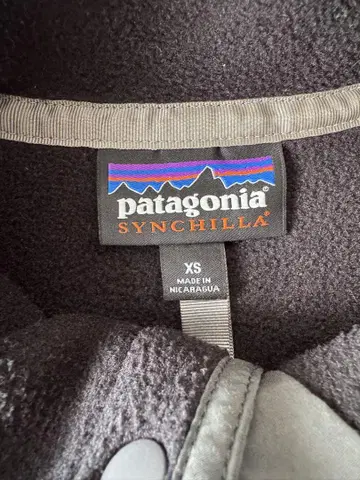 patagonia®
SYNCHILLA®
XS
MADE IN
NICARAGUA